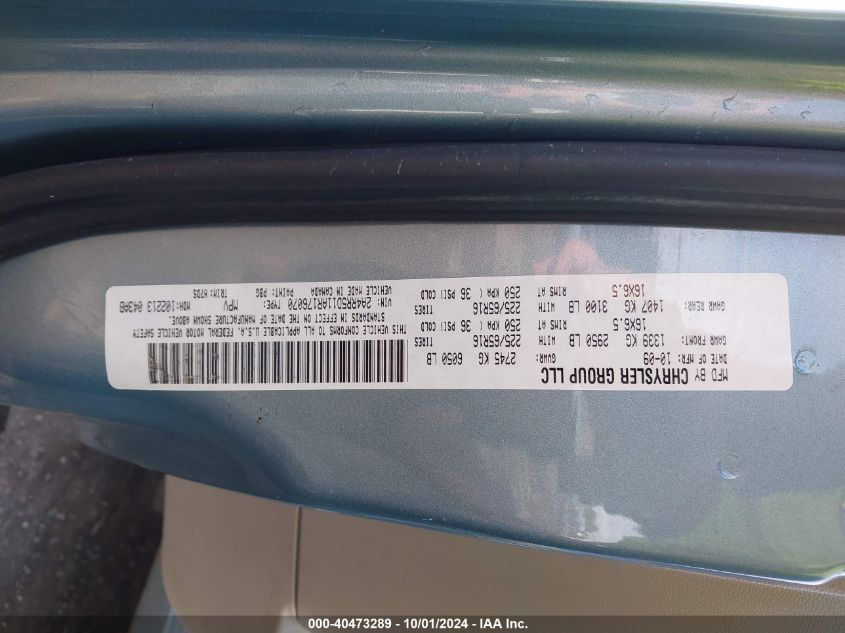 MFD BY CHRYSLER GROUP LLC
DATE OF MFR: 10-09 GVWR: 2745 KG 6050 LB
GAWR FRONT: 1339 KG 2950 LB WITH 225/65R16 TIRES
16X6.5 RIMS AT 250 KPA( 36 PSI) COLD
GAWR REAR: 1407 KG 3100 LB WITH 225/65R16 TIRES
16X6.5 RIMS AT 250 KPA( 36 PSI) COLD
THIS VEHICLE CONFORMS TO ALL APPLICABLE U.S.A. FEDERAL MOTOR VEHICLE SAFETY
STANDARDS IN EFFECT ON THE DATE OF MANUFACTURE SHOWN ABOVE.
VIN: 2A4RR5D11AR176070 TYPE: MPV MDH:102213 043AB
VEHICLE MADE IN CANADA PAINT: PBG TRIM: H7DS
000-40473289 - 10/01/2024 - IAA Inc.